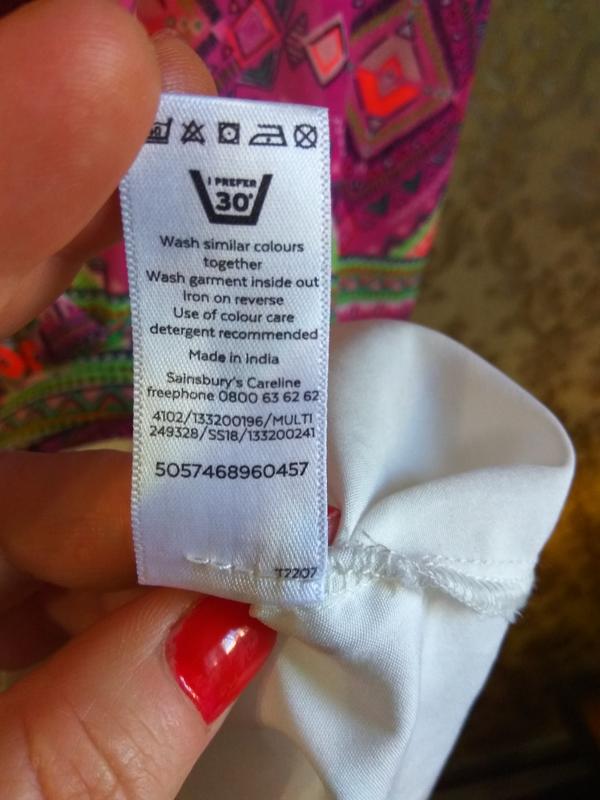 I PREFER
30°
Wash similar colours
together
Wash garment inside out
Iron on reverse
Use of colour care
detergent recommended
Made in india
Sainsbury's Careline
freephone 0800 63 62 62
4102/133200196/MULTI
249328/SS18/133200241
5057468960457
T2207